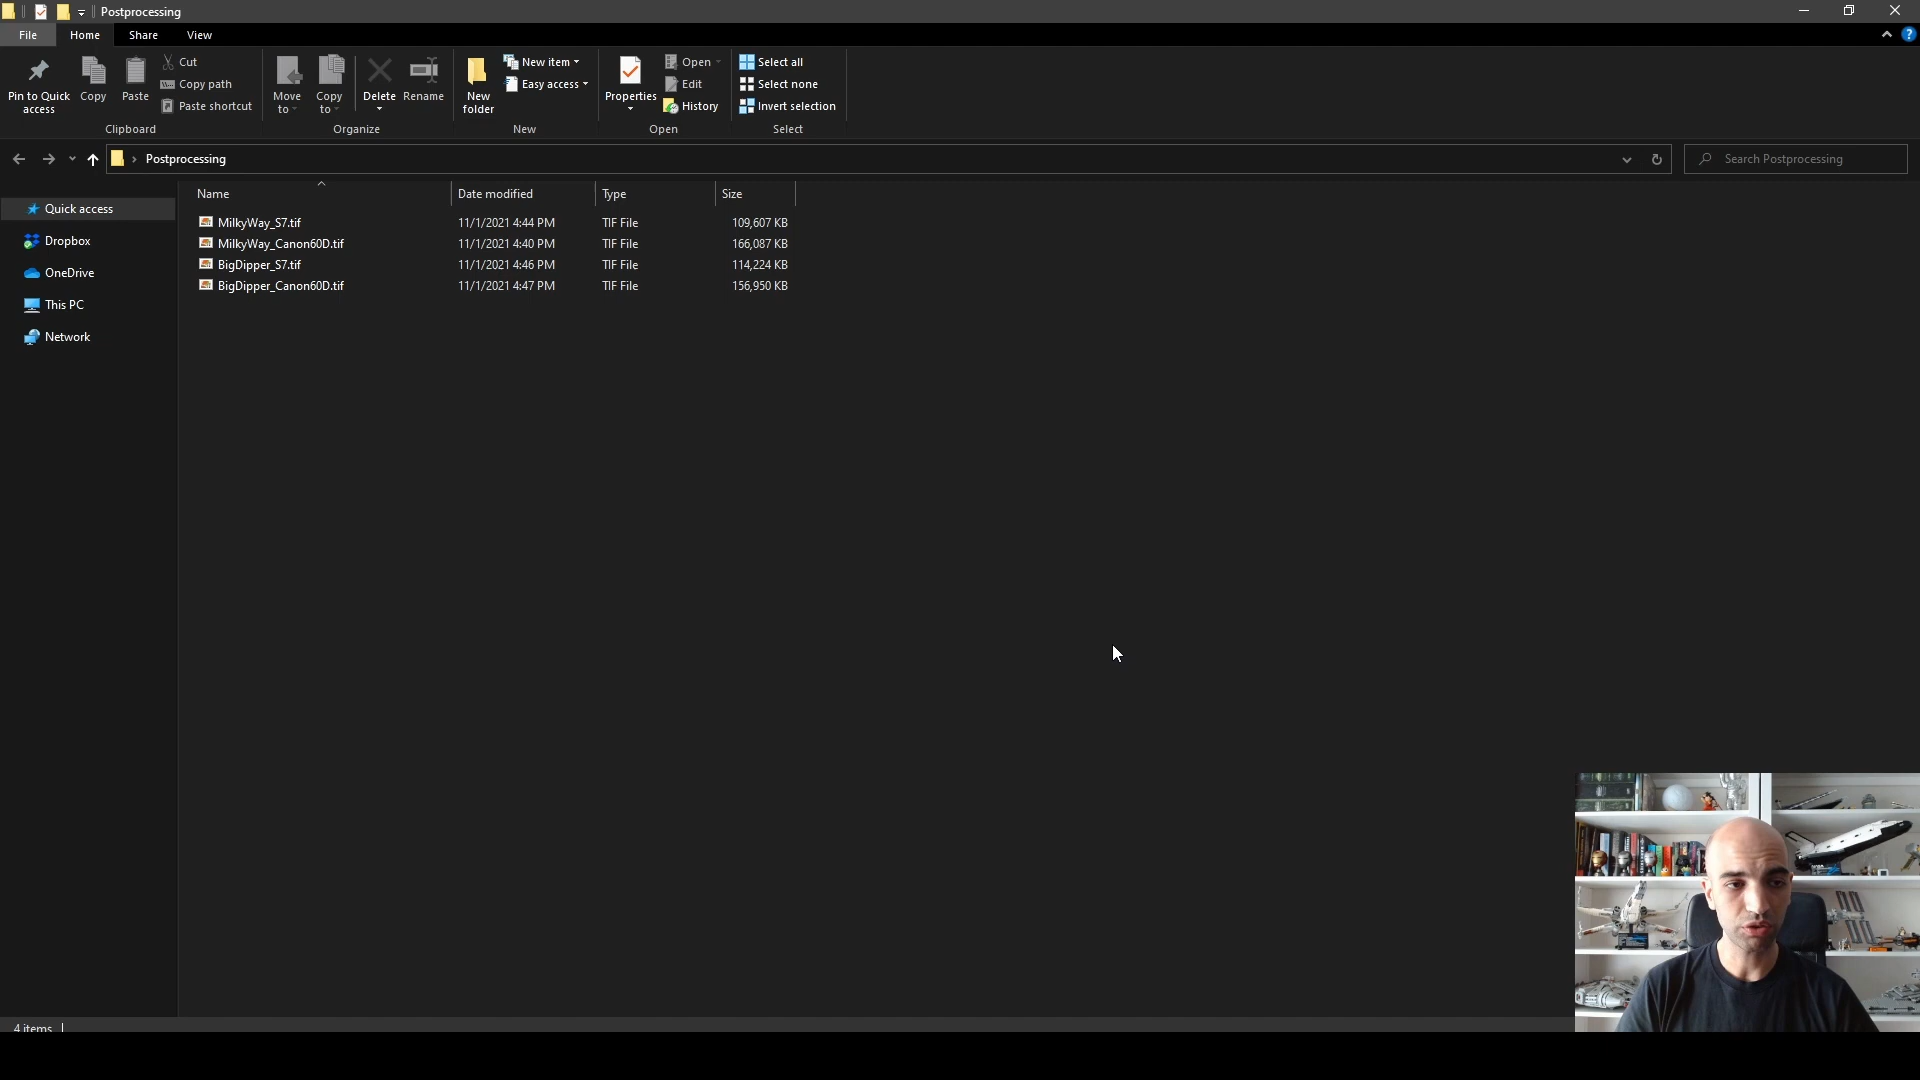 Postprocessing
File Home Share View
Pin to Quick access
Copy
Paste
Cut
Copy path
Paste shortcut
Clipboard
Move to
Copy to
Delete
Rename
Organize
New folder
New item
Easy access
New
Properties
Open
Edit
History
Open
Select all
Select none
Invert selection
Select
Postprocessing
Search Postprocessing
Quick access
Dropbox
OneDrive
This PC
Network
Name Date modified Type Size
MilkyWay_S7.tif 11/1/2021 4:44 PM TIF File 109,607 KB
MilkyWay_Canon60D.tif 11/1/2021 4:40 PM TIF File 166,087 KB
BigDipper_S7.tif 11/1/2021 4:46 PM TIF File 114,224 KB
BigDipper_Canon60D.tif 11/1/2021 4:47 PM TIF File 156,950 KB
4 items